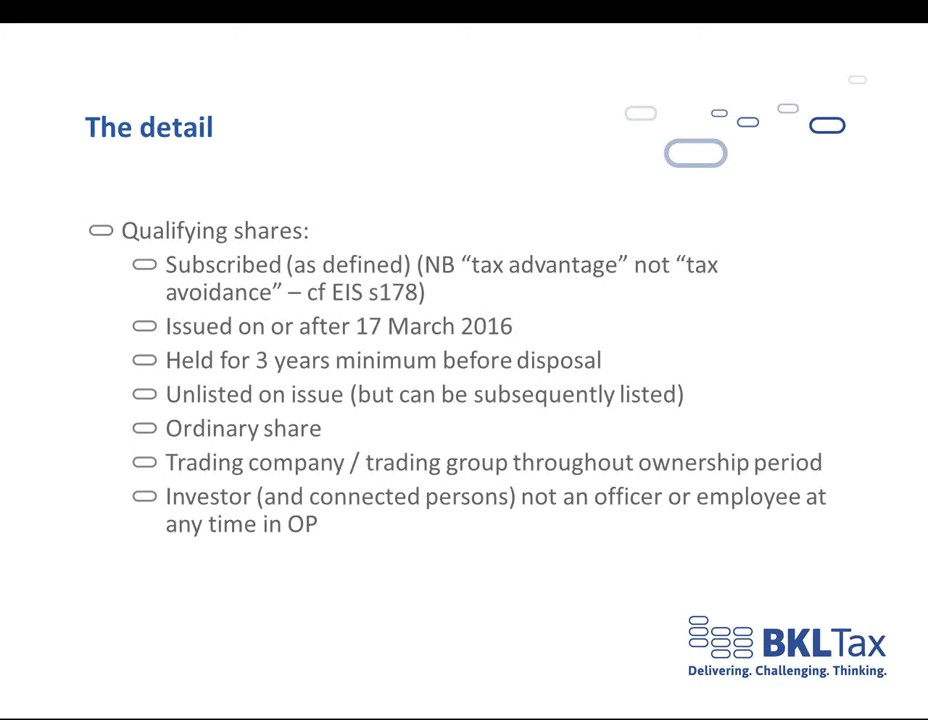 The detail
Qualifying shares:
Subscribed (as defined) (NB “tax advantage” not “tax
avoidance” – cf EIS s178)
Issued on or after 17 March 2016
Held for 3 years minimum before disposal
Unlisted on issue (but can be subsequently listed)
Ordinary share
Trading company / trading group throughout ownership period
Investor (and connected persons) not an officer or employee at
any time in OP
BKLTax
Delivering. Challenging. Thinking.